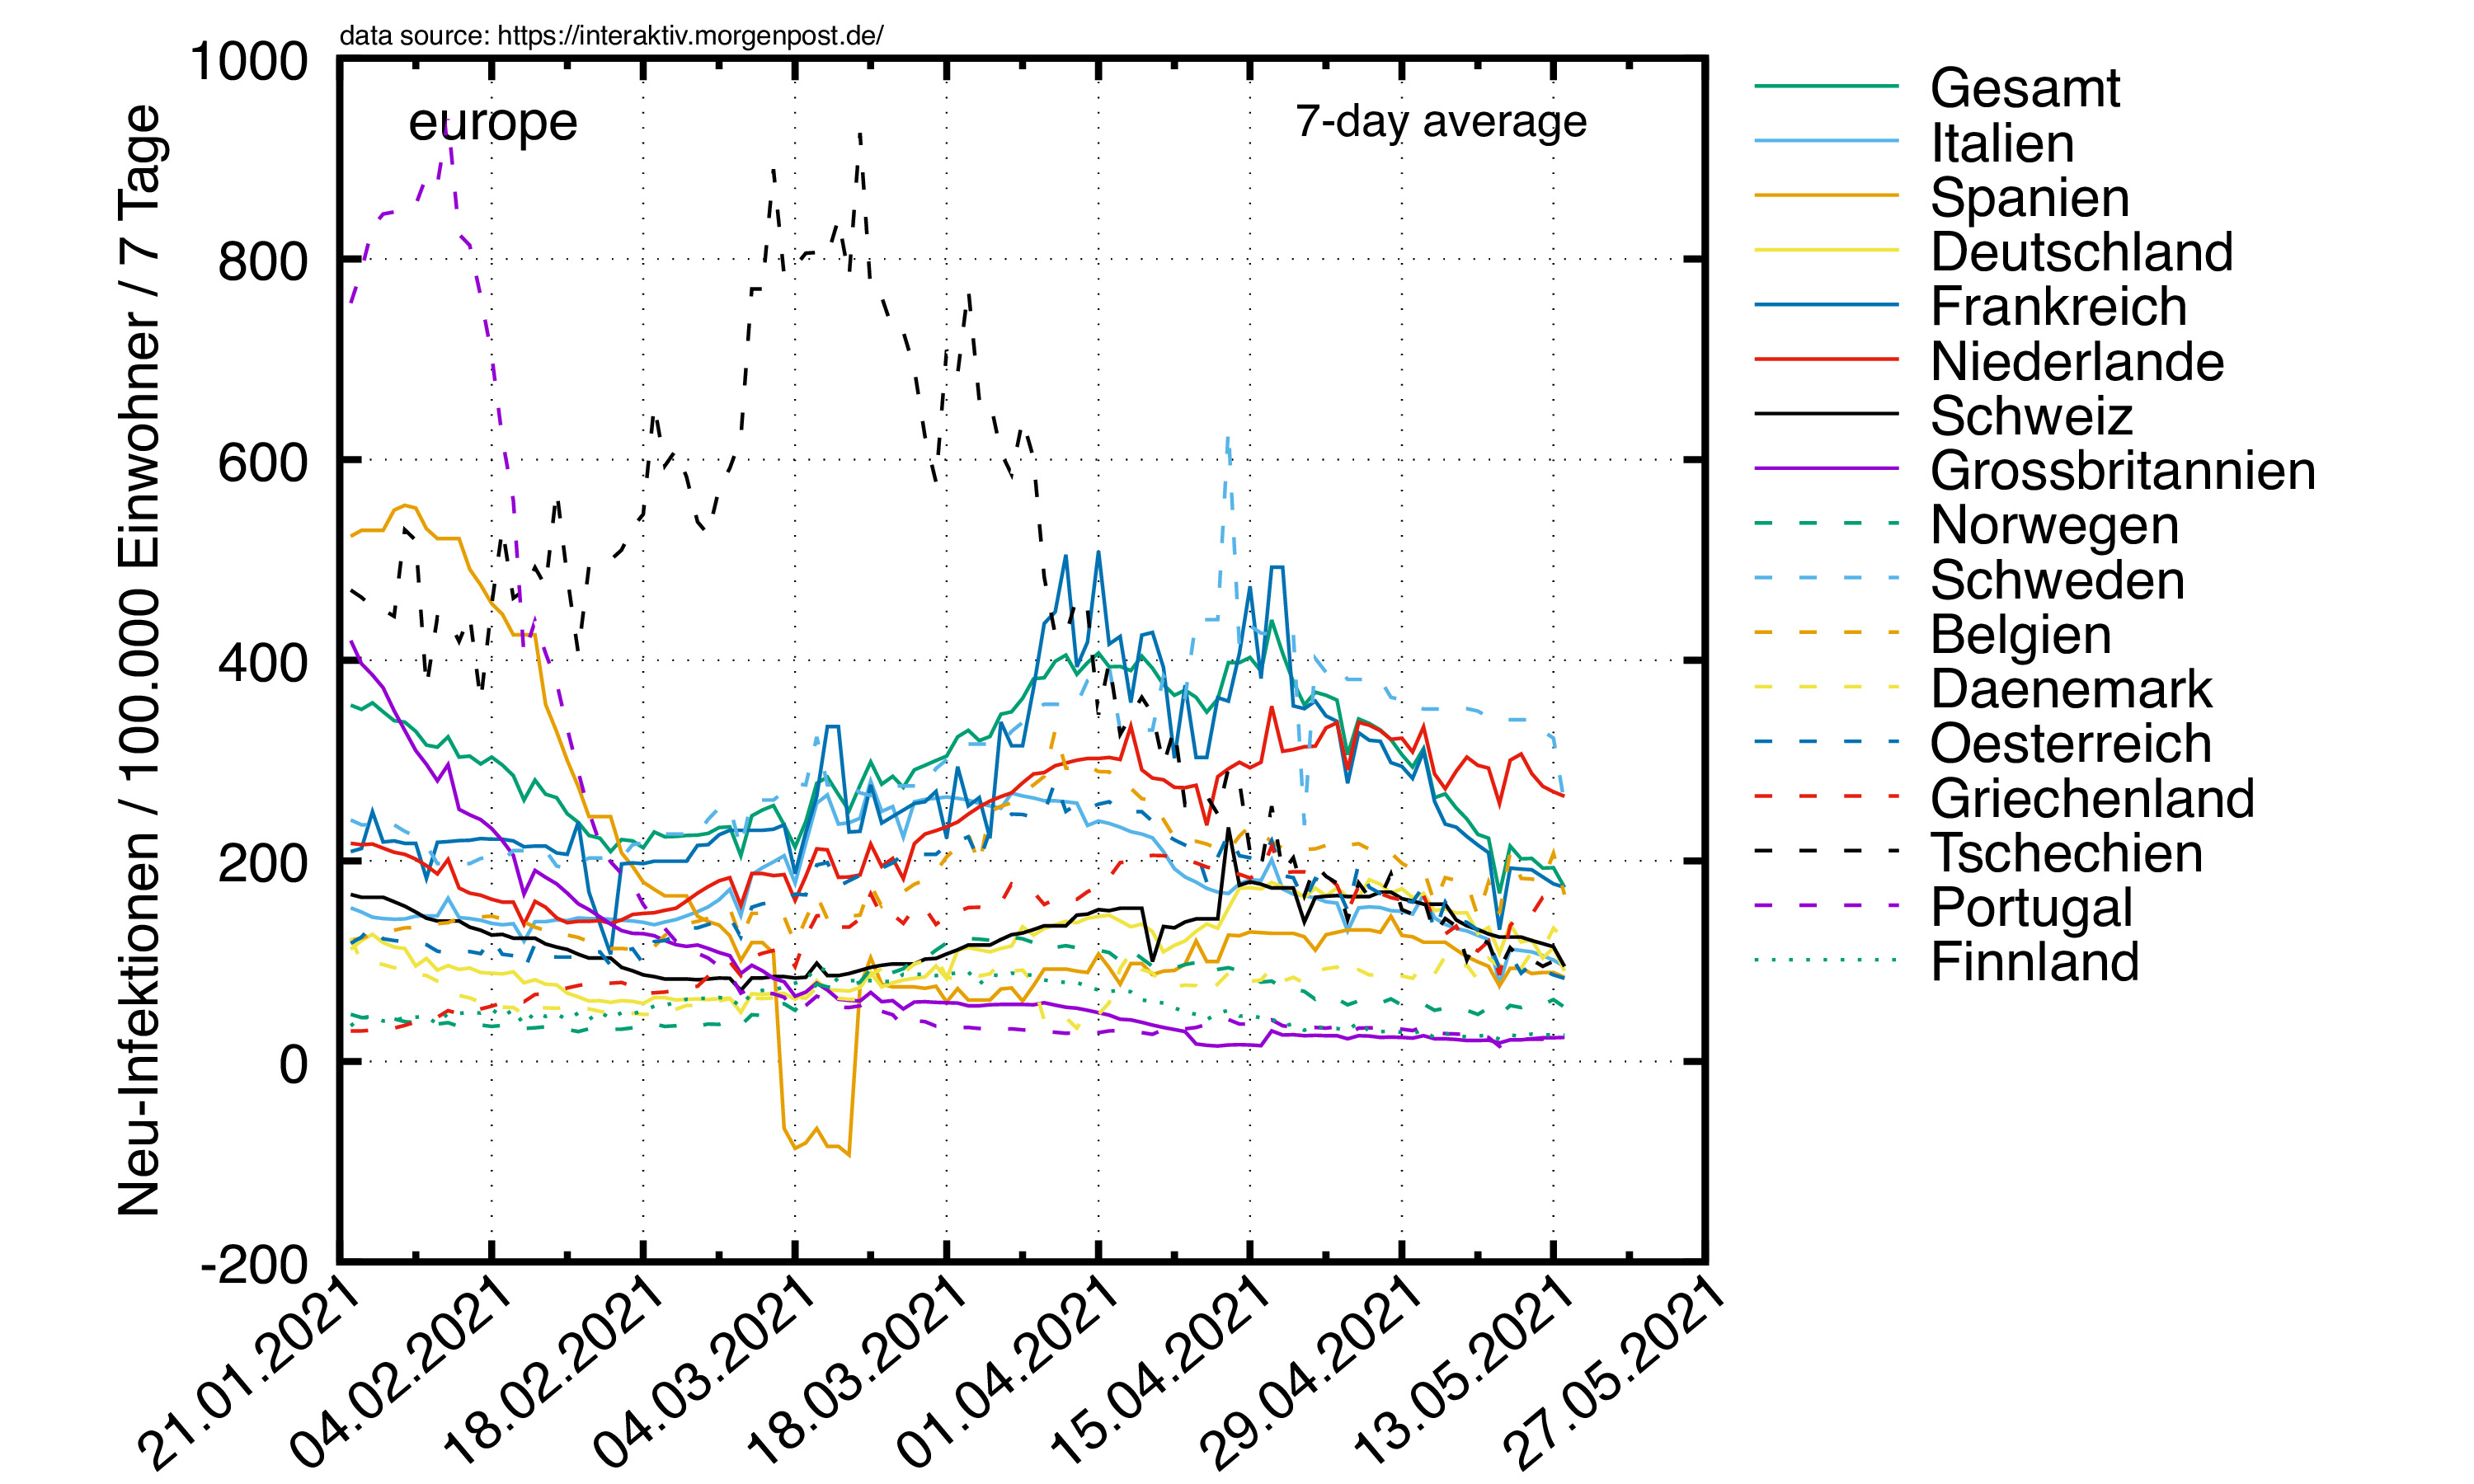 data source: https://interaktiv.morgenpost.de/
Neu-Infektionen / 100.000 Einwohner / 7 Tage
1000
800
600
400
200
0
-200
europe
7-day average
21.01.2021
04.02.2021
18.02.2021
04.03.2021
18.03.2021
01.04.2021
15.04.2021
29.04.2021
13.05.2021
27.05.2021
Gesamt
Italien
Spanien
Deutschland
Frankreich
Niederlande
Schweiz
Grossbritannien
Norwegen
Schweden
Belgien
Daenemark
Oesterreich
Griechenland
Tschechien
Portugal
Finnland